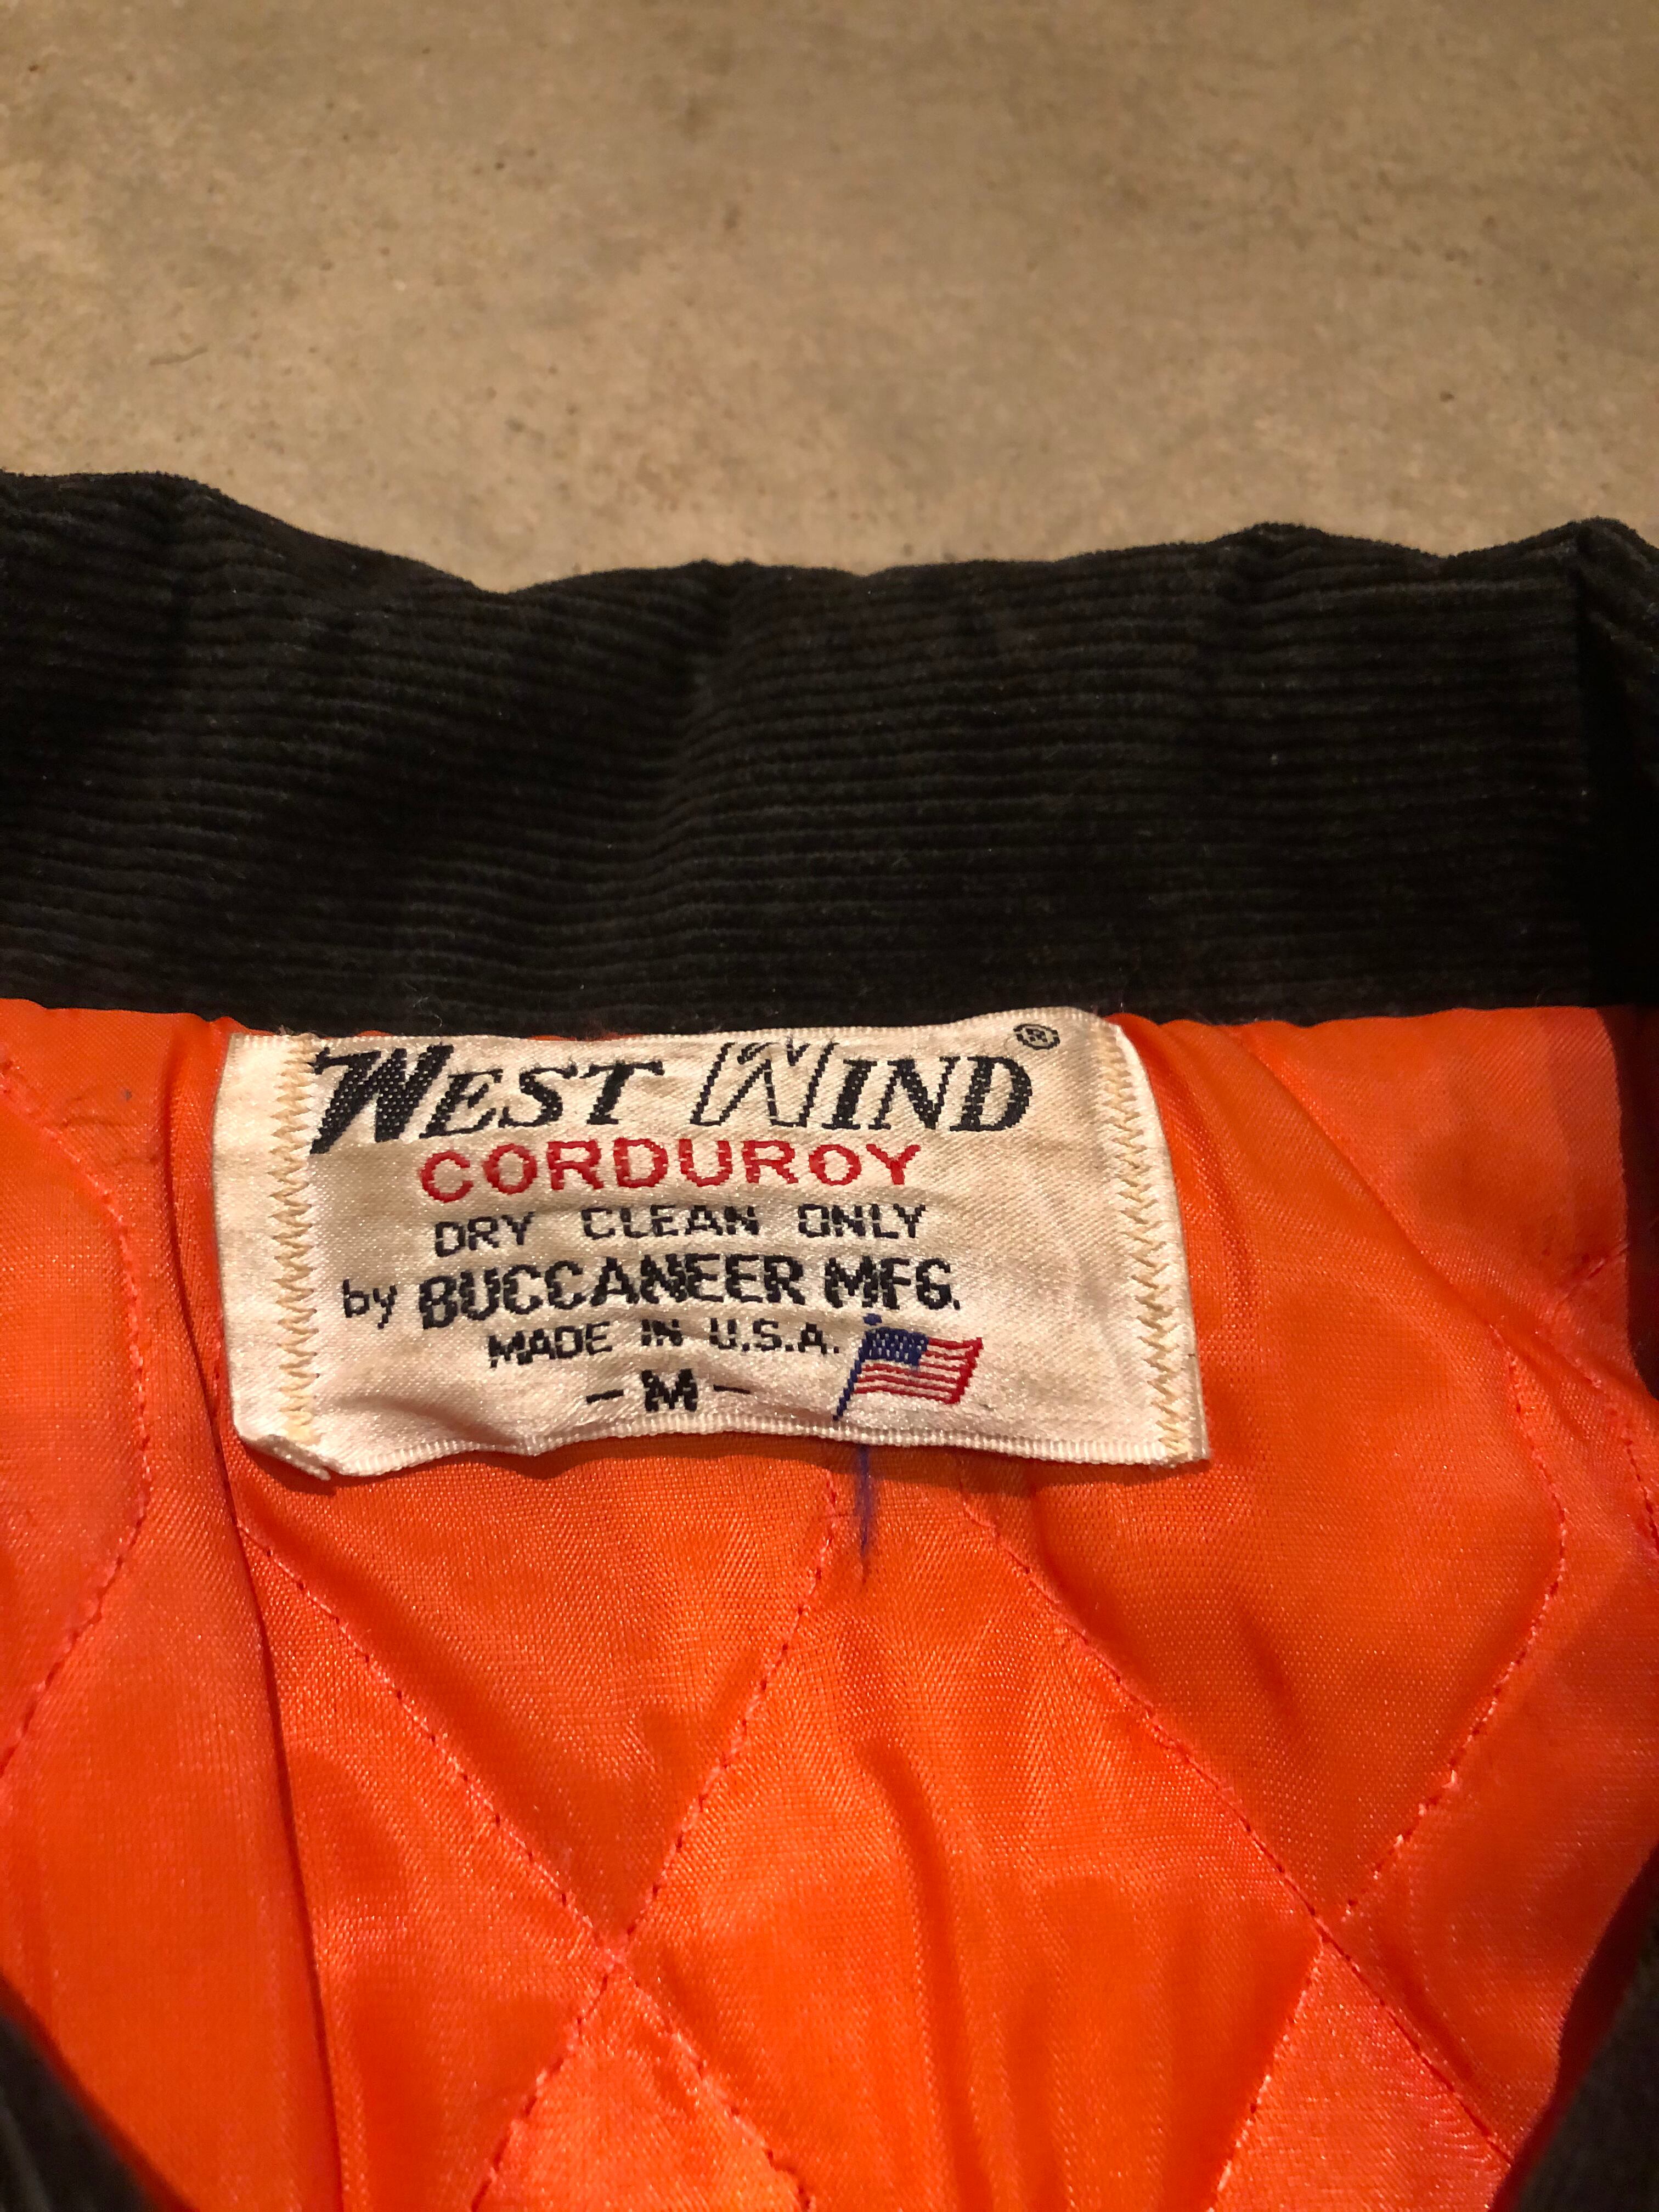 WEST WIND ®
CORDUROY
DRY CLEAN ONLY
by BUCCANEER MFG.
MADE IN U.S.A.
- M -